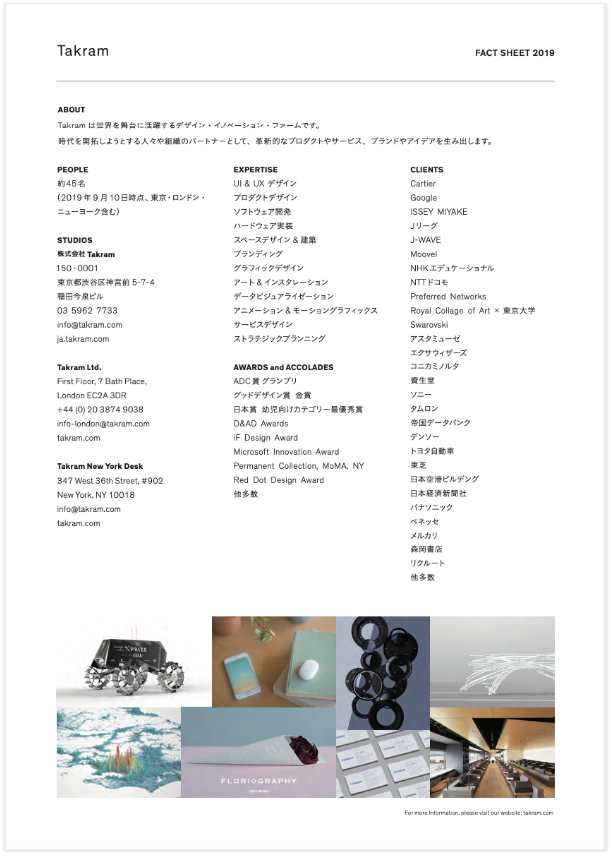 Takram
FACT SHEET 2019
ABOUT
Takram は世界を舞台に活躍するデザイン・イノベーション・ファームです。
時代を開拓しようとする人々や組織のパートナーとして、革新的なプロダクトやサービス、ブランドやアイデアを生み出します。
PEOPLE
約45名
(2019年9月10日時点、東京・ロンドン・
ニューヨーク含む)
STUDIOS
株式会社 Takram
150-0001
東京都渋谷区神宮前 5-7-4
穏田今泉ビル
03 5962 7733
info@takram.com
ja.takram.com
Takram Ltd.
First Floor, 7 Bath Place,
London EC2A 3DR
+44 (0) 20 3874 9038
info-london@takram.com
takram.com
Takram New York Desk
347 West 36th Street, #902
New York, NY 10018
info@takram.com
takram.com
EXPERTISE
UI & UX デザイン
プロダクトデザイン
ソフトウェア開発
ハードウェア実装
スペースデザイン & 建築
ブランディング
グラフィックデザイン
アート & インスタレーション
データビジュアライゼーション
アニメーション & モーショングラフィックス
サービスデザイン
ストラテジックプランニング
AWARDS and ACCOLADES
ADC賞 グランプリ
グッドデザイン賞 金賞
日本賞 幼児向けカテゴリー最優秀賞
D&AD Awards
iF Design Award
Microsoft Innovation Award
Permanent Collection, MoMA, NY
Red Dot Design Award
他多数
CLIENTS
Cartier
Google
ISSEY MIYAKE
Jリーグ
J-WAVE
Moovel
NHKエデュケーショナル
NTTドコモ
Preferred Networks
Royal Collage of Art × 東京大学
Swarovski
アスタミューゼ
エクサウィザーズ
コニカミノルタ
資生堂
ソニー
タムロン
帝国データバンク
デンソー
トヨタ自動車
東芝
日本空港ビルデング
日本経済新聞社
パナソニック
ベネッセ
メルカリ
森岡書店
リクルート
他多数
XPRIZE
FLORIOGRAPHY
For more Information, please visit our website: takram.com